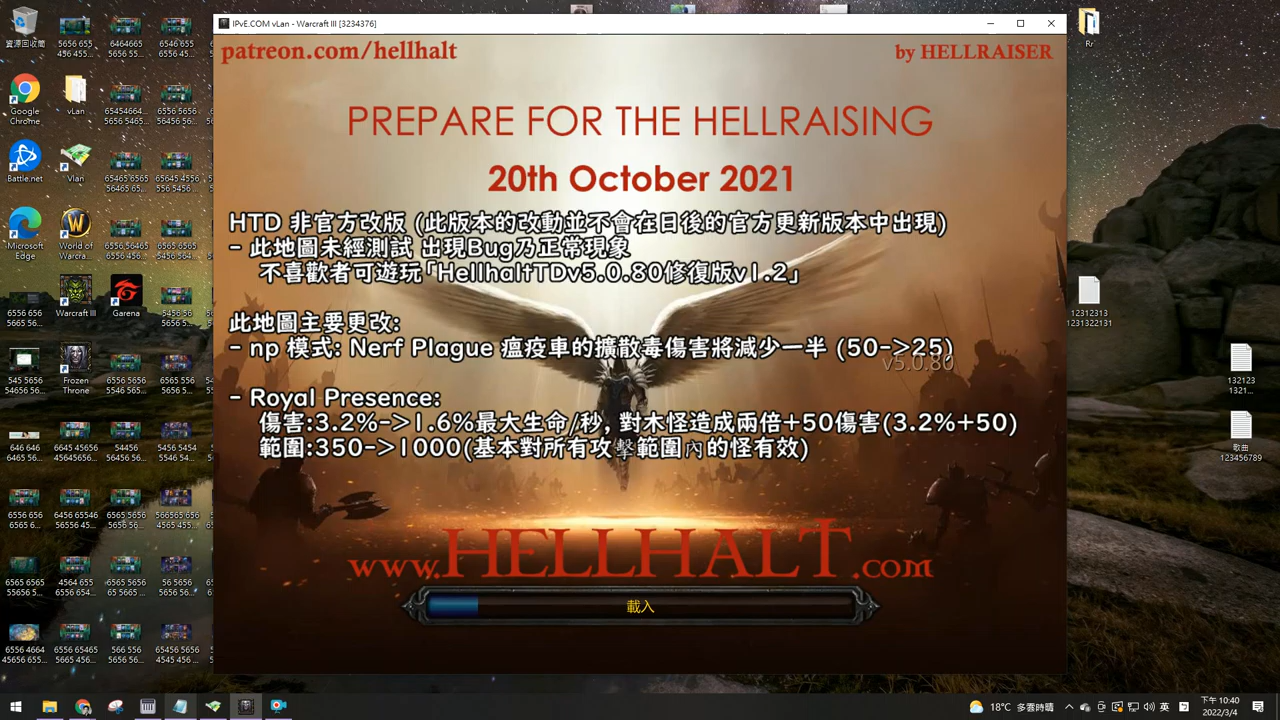 IPvE.COM vLan - Warcraft III [3234376]
patreon.com/hellhalt
by HELLRAISER
PREPARE FOR THE HELLRAISING
20th October 2021
HTD 非官方改版 (此版本的改動並不會在日後的官方更新版本中出現)
- 此地圖未經測試 出現Bug乃正常現象
不喜歡者可遊玩「HellhaltTDv5.0.80修復版v1.2」
此地圖主要更改:
- np 模式: Nerf Plague 瘟疫車的擴散毒傷害將減少一半 (50->25)
v5.0.80
- Royal Presence:
傷害:3.2%->1.6%最大生命/秒, 對木怪造成兩倍+50傷害(3.2%+50)
範圍:350->1000(基本對所有攻擊範圍內的怪有效)
www.HELLHALT.com
載入
資源回收筒
Google Chrome
vLan
Battle.net
Vlan
Microsoft Edge
World of Warcra...
Warcraft III
Garena
Frozen Throne
Rr
12312313 1231322131
132123 1321...
歌曲 123456789
18°C 多雲時晴
英
下午 10:40
2022/3/4